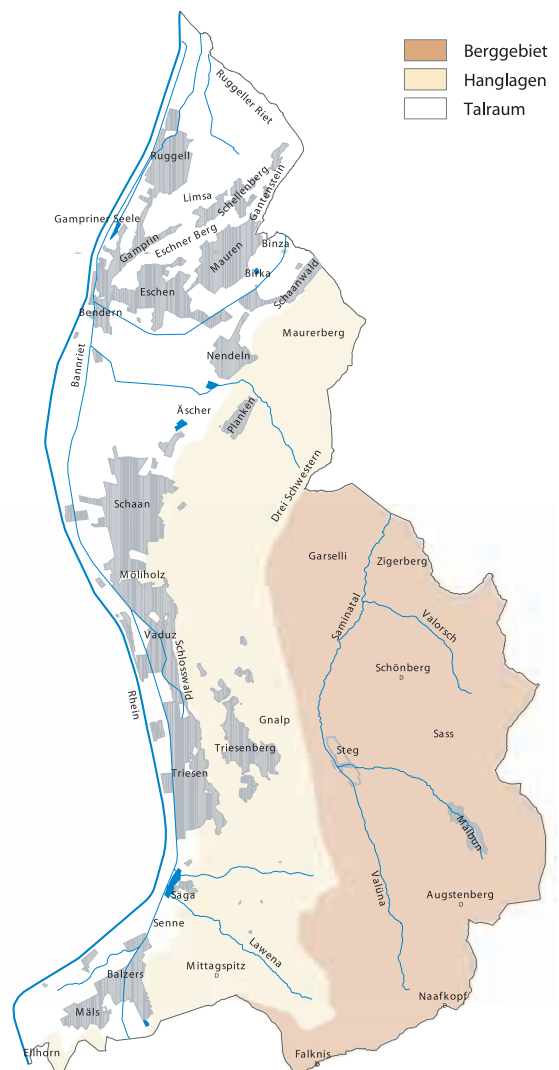 Berggebiet
Hanglagen
Talraum
Ruggeller Riet
Ruggell
Schellenberg
Gantenstein
Limsa
Gampriner Seele
Gamprin
Eschner Berg
Mauren
Binza
Birka
Schaanwald
Eschen
Bendern
Maurerberg
Bannriet
Nendeln
Äscher
Planken
Drei Schwestern
Schaan
Garselli
Zigerberg
Möliholz
Saminatal
Valorsch
Vaduz
Schlosswald
Schönberg
D
Rhein
Gnalp
Sass
Triesenberg
Steg
Triesen
Malbun
Valüna
Säga
Augstenberg
D
Senne
Lawena
Mittagspitz
D
Balzers
Naafkopf
D
Mäls
Ellhorn
Falknis
D